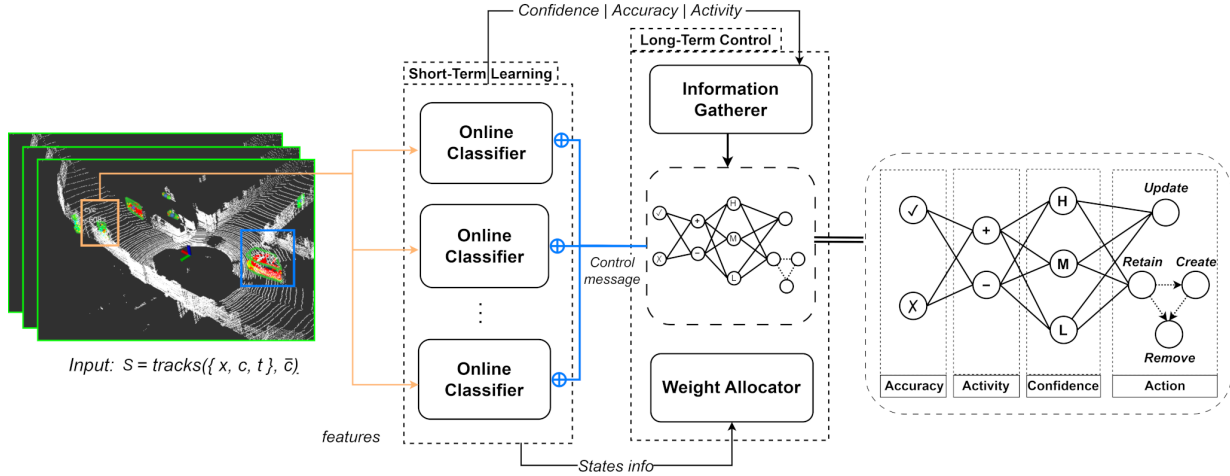 Confidence | Accuracy | Activity
Short-Term Learning
Long-Term Control
Online
Classifier
Online
Classifier
Online
Classifier
Information
Gatherer
✓
✗
+
−
H
M
L
Control
message
Weight Allocator
Input: S = tracks({ x, c, t }, c̄)
features
States info
✓
✗
+
−
H
M
L
Update
Retain
Create
Remove
Accuracy
Activity
Confidence
Action